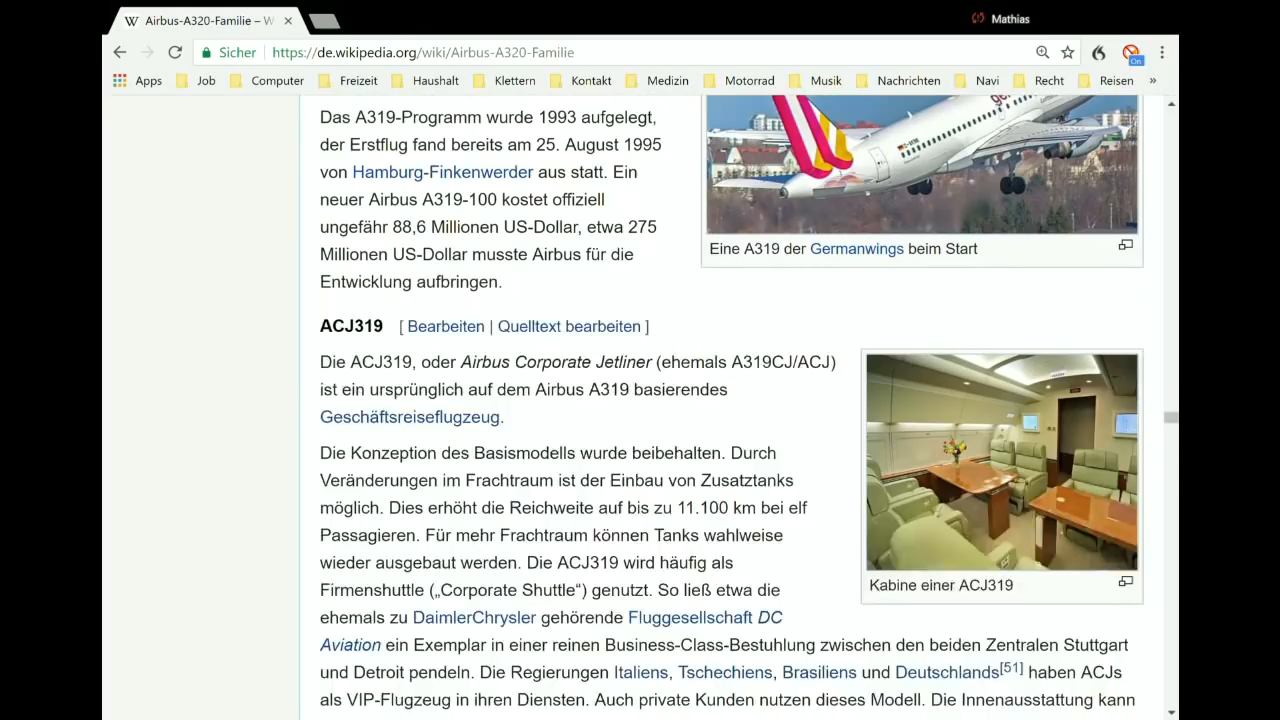 Airbus-A320-Familie – W
Mathias
Sicher https://de.wikipedia.org/wiki/Airbus-A320-Familie
On
Apps Job Computer Freizeit Haushalt Klettern Kontakt Medizin Motorrad Musik Nachrichten Navi Recht Reisen »
Das A319-Programm wurde 1993 aufgelegt,
der Erstflug fand bereits am 25. August 1995
von Hamburg-Finkenwerder aus statt. Ein
neuer Airbus A319-100 kostet offiziell
ungefähr 88,6 Millionen US-Dollar, etwa 275
Millionen US-Dollar musste Airbus für die
Entwicklung aufbringen.
Eine A319 der Germanwings beim Start
ACJ319 [ Bearbeiten | Quelltext bearbeiten ]
Die ACJ319, oder Airbus Corporate Jetliner (ehemals A319CJ/ACJ)
ist ein ursprünglich auf dem Airbus A319 basierendes
Geschäftsreiseflugzeug.
Die Konzeption des Basismodells wurde beibehalten. Durch
Veränderungen im Frachtraum ist der Einbau von Zusatztanks
möglich. Dies erhöht die Reichweite auf bis zu 11.100 km bei elf
Passagieren. Für mehr Frachtraum können Tanks wahlweise
wieder ausgebaut werden. Die ACJ319 wird häufig als
Firmenshuttle („Corporate Shuttle“) genutzt. So ließ etwa die
ehemals zu DaimlerChrysler gehörende Fluggesellschaft DC
Aviation ein Exemplar in einer reinen Business-Class-Bestuhlung zwischen den beiden Zentralen Stuttgart
und Detroit pendeln. Die Regierungen Italiens, Tschechiens, Brasiliens und Deutschlands[51] haben ACJs
als VIP-Flugzeug in ihren Diensten. Auch private Kunden nutzen dieses Modell. Die Innenausstattung kann
Kabine einer ACJ319